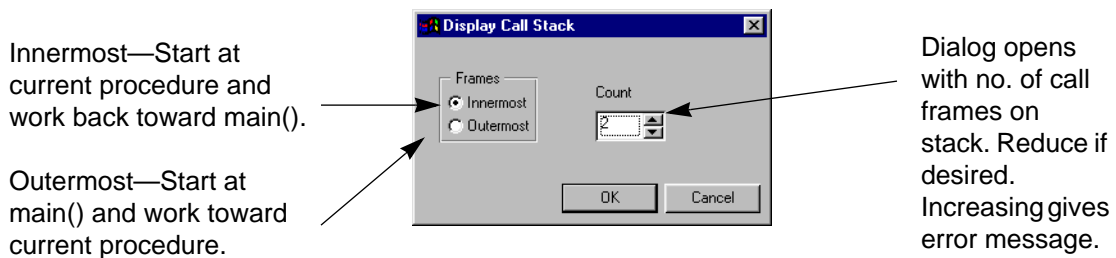 Innermost—Start at
current procedure and
work back toward main().
Outermost—Start at
main() and work toward
current procedure.
Display Call Stack
Frames
Innermost
Outermost
Count
2
OK
Cancel
Dialog opens
with no. of call
frames on
stack. Reduce if
desired.
Increasing gives
error message.